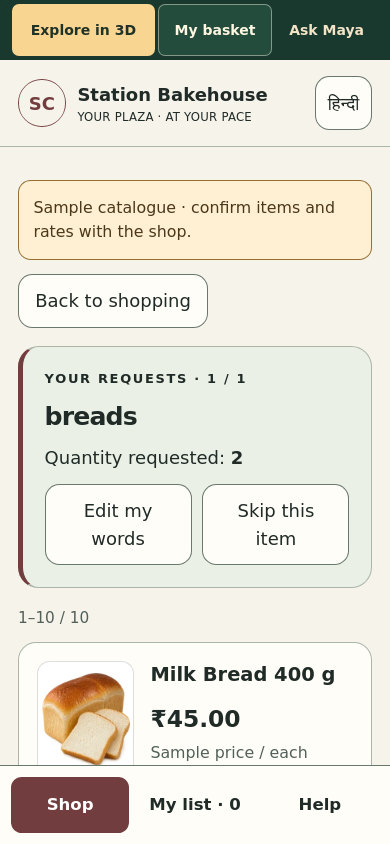 Explore in 3D
My basket
Ask Maya
SC
Station Bakehouse
YOUR PLAZA · AT YOUR PACE
हिन्दी
Sample catalogue · confirm items and
rates with the shop.
Back to shopping
YOUR REQUESTS · 1 / 1
breads
Quantity requested: 2
Edit my
words
Skip this
item
1–10 / 10
Milk Bread 400 g
₹45.00
Sample price / each
Shop
My list · 0
Help